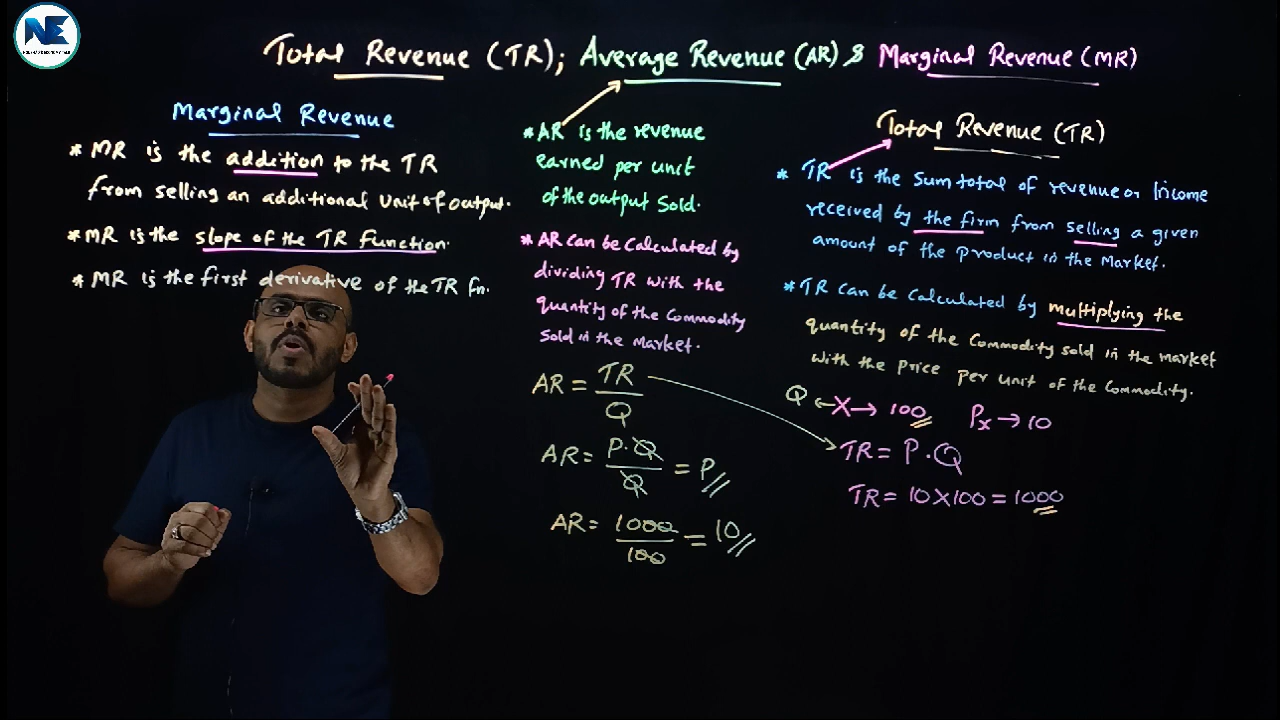 NE
Total Revenue (TR); Average Revenue (AR) & Marginal Revenue (MR)
Marginal Revenue
* MR is the addition to the TR
from selling an additional Unit of output.
* MR is the slope of the TR Function.
* MR is the first derivative of the TR fn.
* AR is the revenue
earned per unit
of the output sold.
* AR can be calculated by
dividing TR with the
quantity of the Commodity
Sold in the Market.
AR = TR/Q
AR = P.Q/Q = P//
AR = 1000/100 = 10//
Total Revenue (TR)
* TR is the sum total of revenue or Income
received by the firm from selling a given
amount of the Product in the Market.
* TR can be calculated by multiplying the
quantity of the Commodity sold in the market
with the price per unit of the Commodity.
Q ← X → 100 Px → 10
TR = P.Q
TR = 10 X 100 = 1000